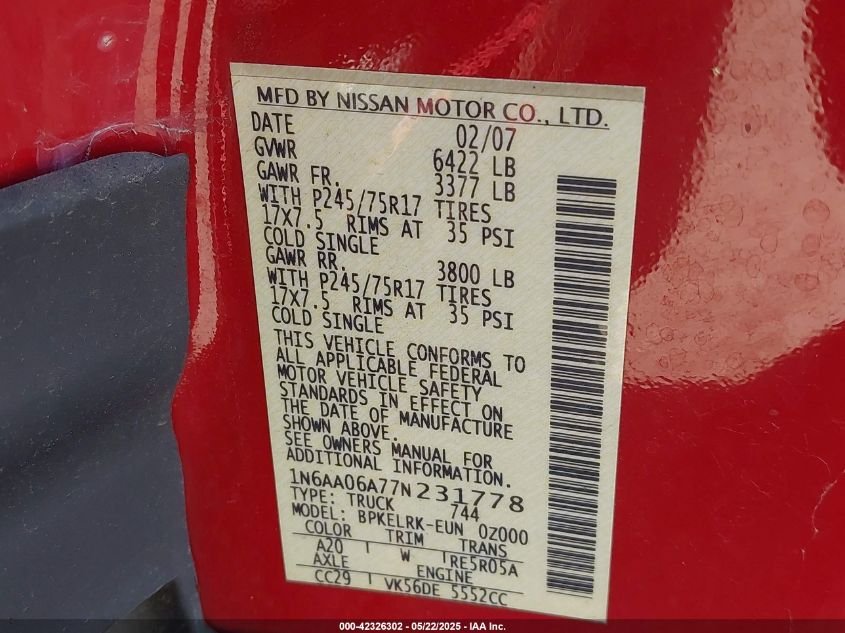 MFD BY NISSAN MOTOR CO., LTD.
DATE 02/07
GVWR 6422 LB
GAWR FR. 3377 LB
WITH P245/75R17 TIRES
17X7.5 RIMS AT 35 PSI
COLD SINGLE
GAWR RR. 3800 LB
WITH P245/75R17 TIRES
17X7.5 RIMS AT 35 PSI
COLD SINGLE
THIS VEHICLE CONFORMS TO
ALL APPLICABLE FEDERAL
MOTOR VEHICLE SAFETY
STANDARDS IN EFFECT ON
THE DATE OF MANUFACTURE
SHOWN ABOVE.
SEE OWNERS MANUAL FOR
ADDITIONAL INFORMATION.
1N6AA06A77N231778
TYPE: TRUCK 744
MODEL: BPKELRK-EUN 0Z000
COLOR TRIM TRANS
A20 W RE5R05A
AXLE ENGINE
CC29 VK56DE 5552CC
000-42326302 - 05/22/2025 - IAA Inc.